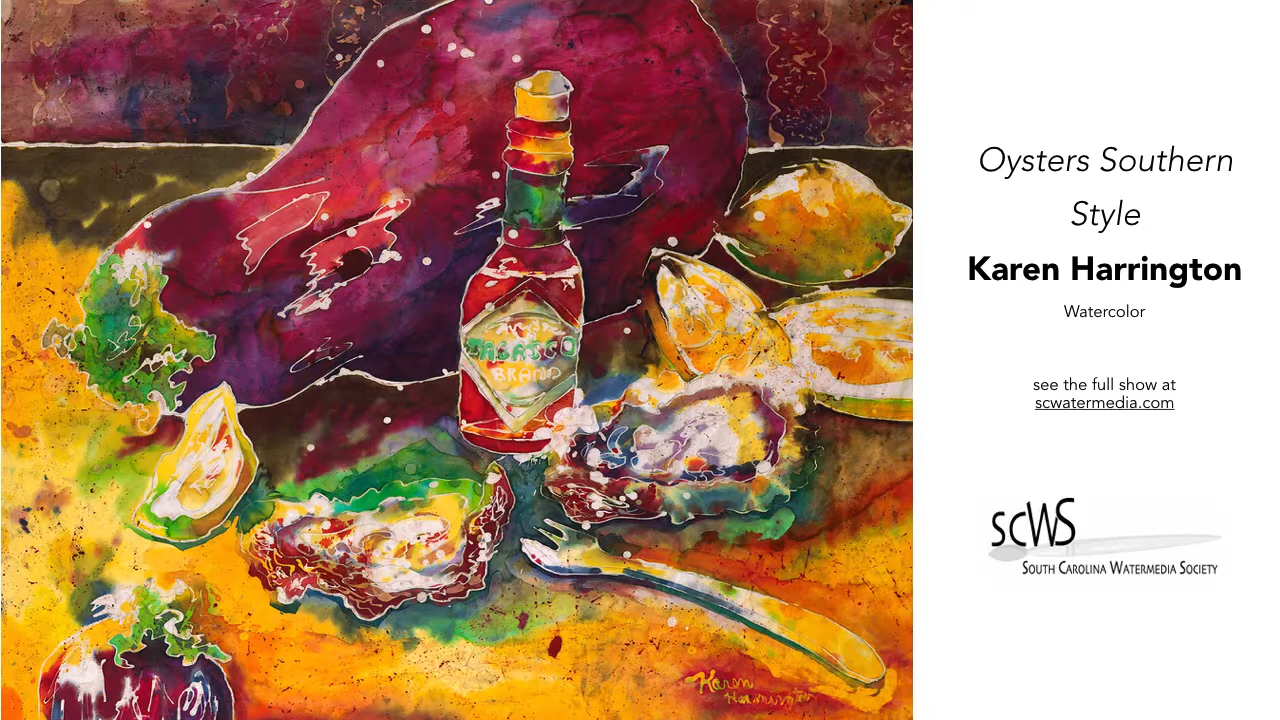 TABASCO
BRAND
Karen
Harrington
Oysters Southern
Style
Karen Harrington
Watercolor
see the full show at
scwatermedia.com
SCWS
SOUTH CAROLINA WATERMEDIA SOCIETY